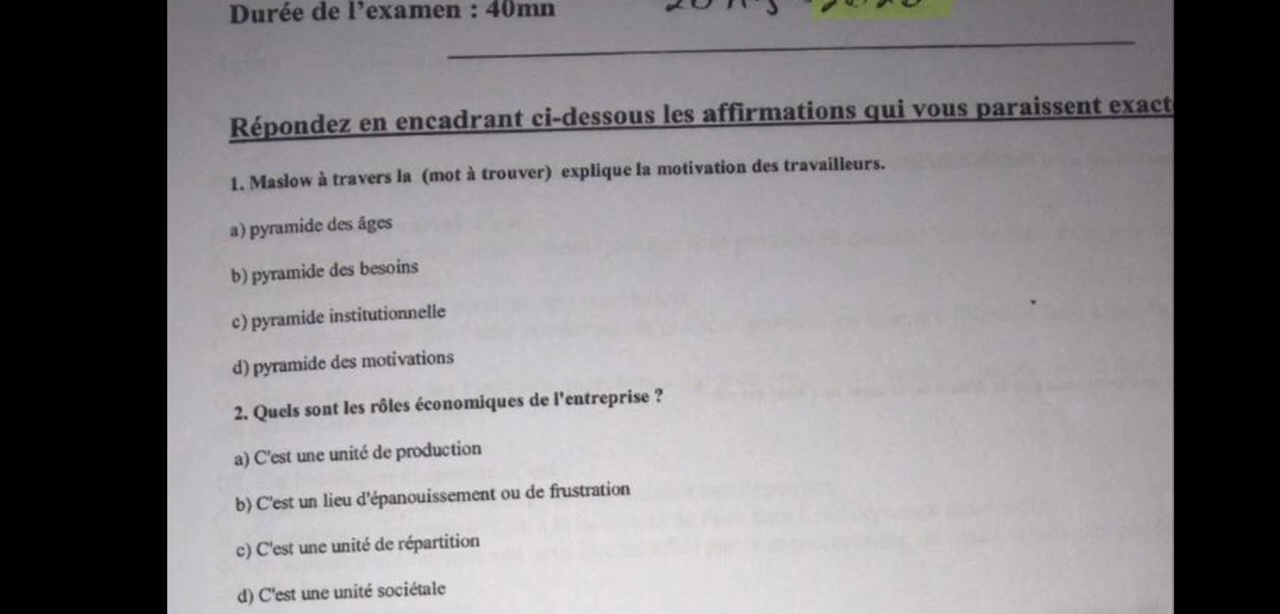 Durée de l'examen : 40mn
Répondez en encadrant ci-dessous les affirmations qui vous paraissent exact
1. Maslow à travers la (mot à trouver) explique la motivation des travailleurs.
a) pyramide des âges
b) pyramide des besoins
c) pyramide institutionnelle
d) pyramide des motivations
2. Quels sont les rôles économiques de l'entreprise ?
a) C'est une unité de production
b) C'est un lieu d'épanouissement ou de frustration
c) C'est une unité de répartition
d) C'est une unité sociétale